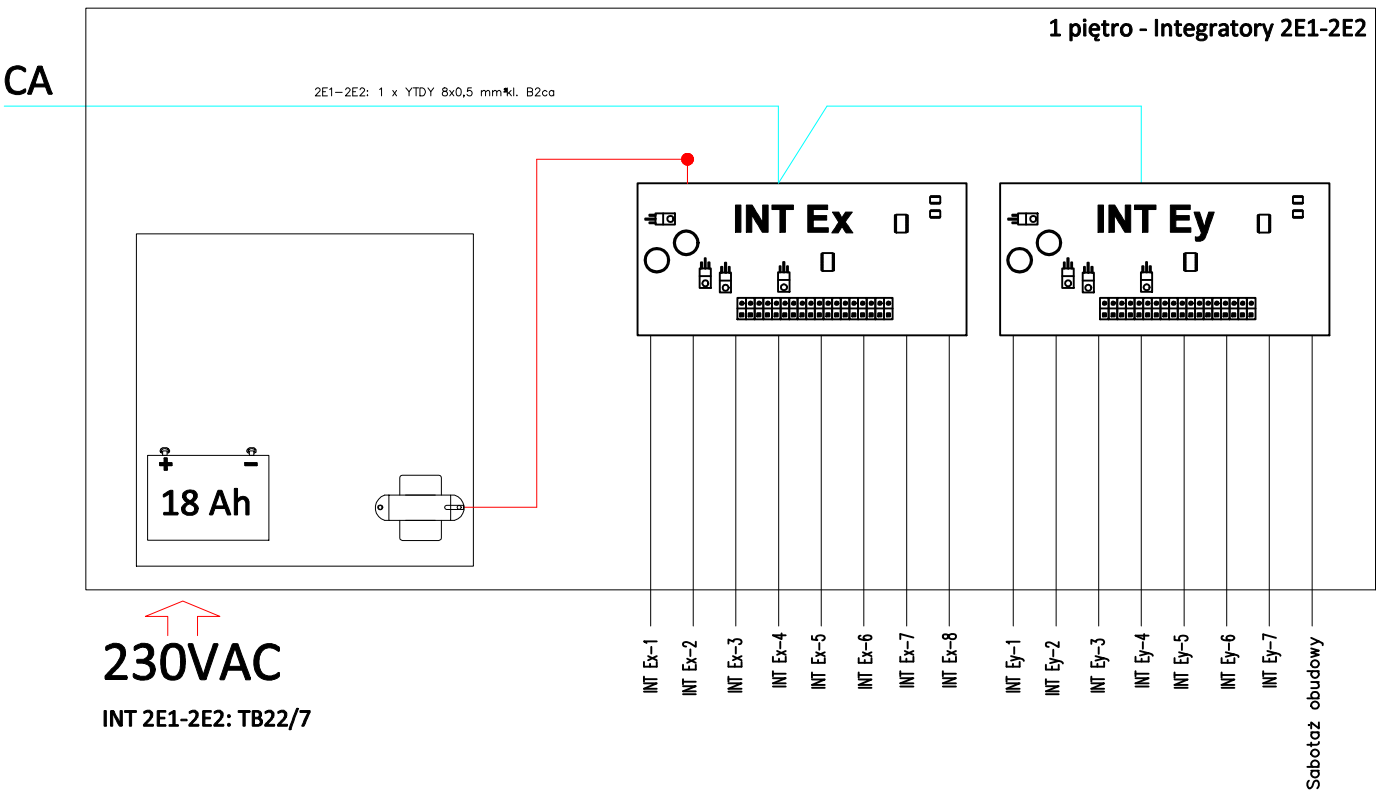 1 piętro - Integratory 2E1-2E2
CA
2E1-2E2: 1 x YTDY 8x0,5 mm² kl. B2ca
INT Ex
INT Ey
+ -
18 Ah
230VAC
INT 2E1-2E2: TB22/7
INT Ex-1
INT Ex-2
INT Ex-3
INT Ex-4
INT Ex-5
INT Ex-6
INT Ex-7
INT Ex-8
INT Ey-1
INT Ey-2
INT Ey-3
INT Ey-4
INT Ey-5
INT Ey-6
INT Ey-7
Sabotaż obudowy